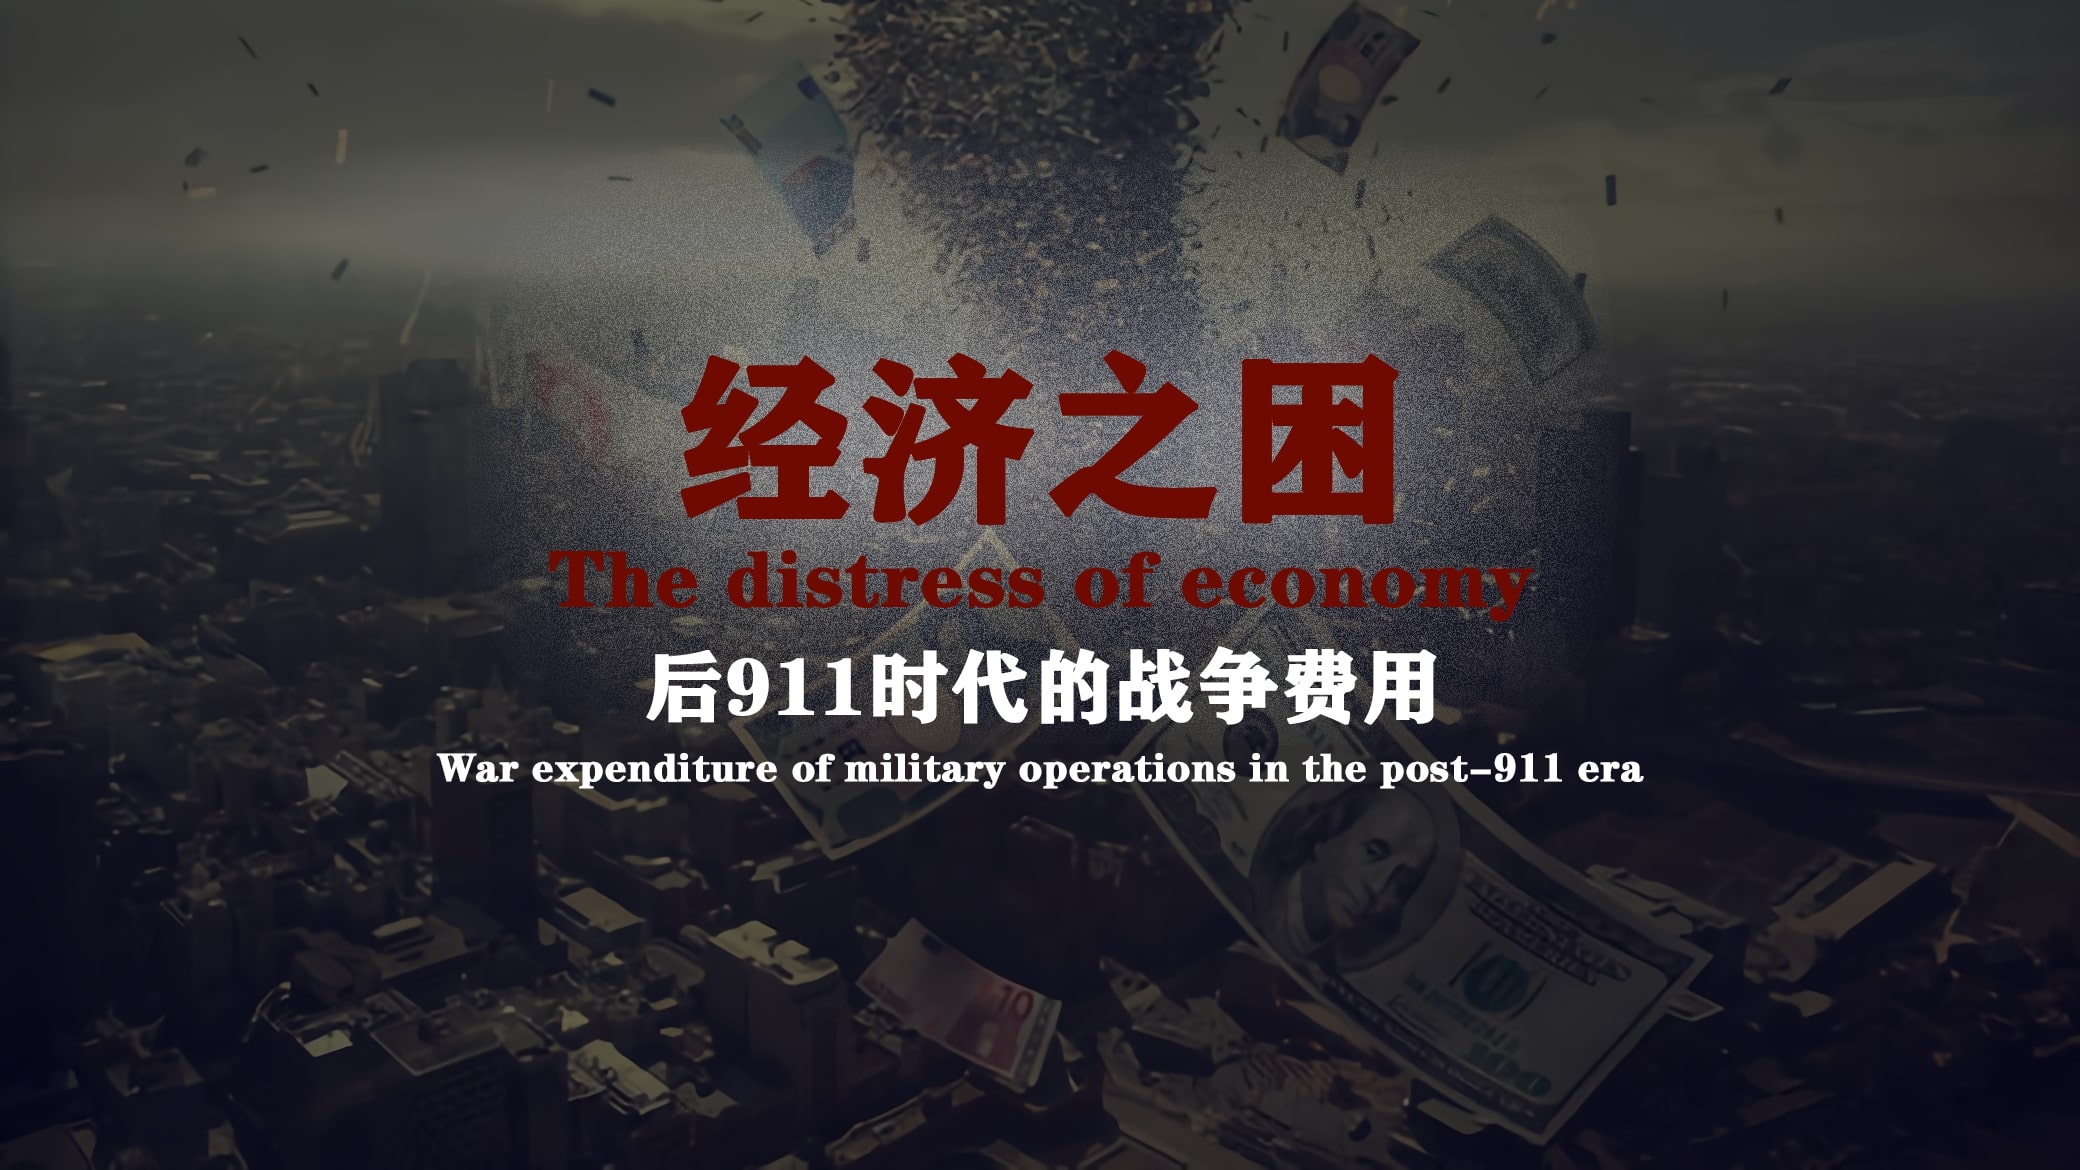 经济之困
The distress of economy
后911时代的战争费用
War expenditure of military operations in the post-911 era
10